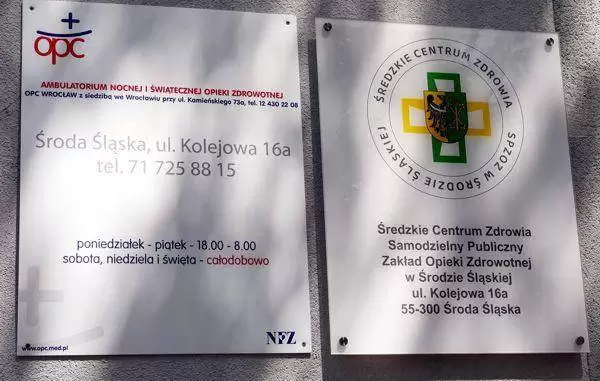 opc
AMBULATORIUM NOCNEJ I ŚWIĄTECZNEJ OPIEKI ZDROWOTNEJ
OPC WROCŁAW z siedzibą we Wrocławiu przy ul. Kamieńskiego 73a, tel. 12 430 22 08
Środa Śląska, ul. Kolejowa 16a
tel. 71 725 88 15
poniedziałek - piątek - 18.00 - 8.00
sobota, niedziela i święta - całodobowo
www.opc.med.pl
NFZ
ŚREDZKIE CENTRUM ZDROWIA
SPZOZ W ŚRODZIE ŚLĄSKIEJ
Średzkie Centrum Zdrowia
Samodzielny Publiczny
Zakład Opieki Zdrowotnej
w Środzie Śląskiej
ul. Kolejowa 16a
55-300 Środa Śląska